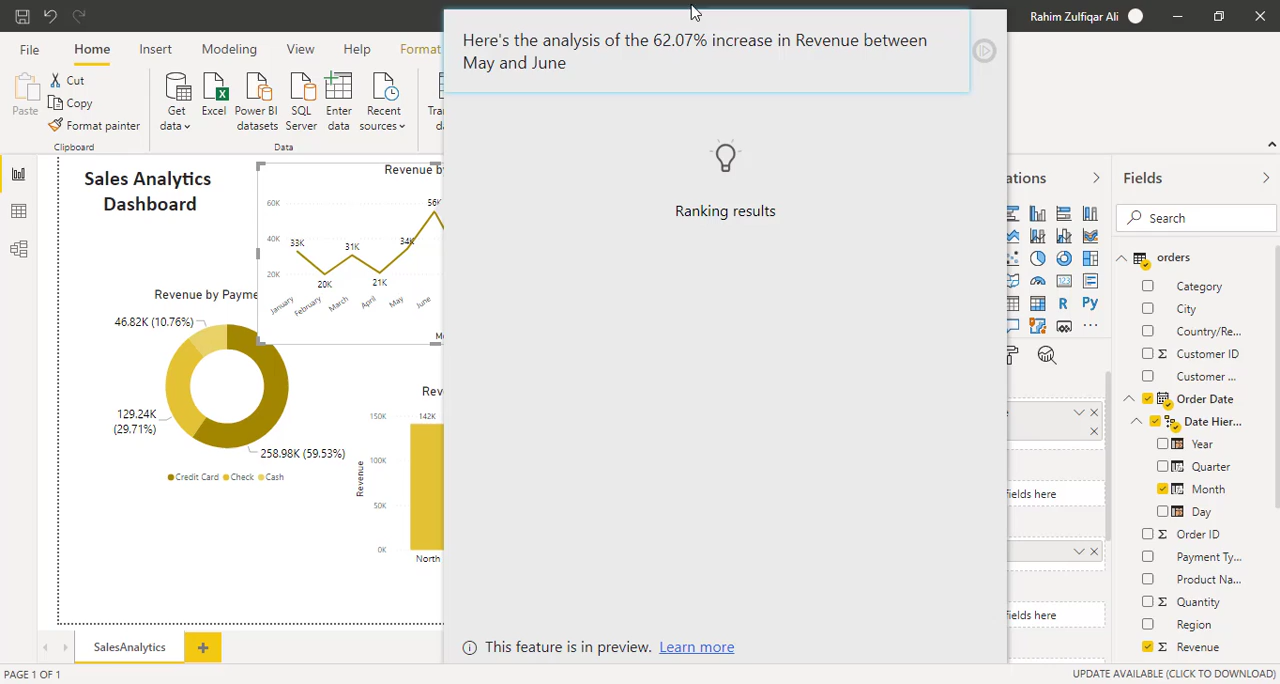 Rahim Zulfiqar Ali
File Home Insert Modeling View Help Format
Here's the analysis of the 62.07% increase in Revenue between
May and June
Paste
Cut
Copy
Format painter
Clipboard
Get
data
Excel
Power BI
datasets
SQL
Server
Enter
data
Recent
sources
Data
Ranking results
Sales Analytics
Dashboard
Revenue by
60K
40K
20K
33K
20K
31K
21K
34K
56K
January
February
March
April
May
June
Revenue by Payme
46.82K (10.76%)
129.24K
(29.71%)
258.98K (59.53%)
Credit Card Check Cash
Rev
150K
100K
50K
0K
142K
Revenue
North
ations
fields here
fields here
Fields
Search
orders
Category
City
Country/Re...
Σ Customer ID
Customer ...
Order Date
Date Hier...
Year
Quarter
Month
Day
Σ Order ID
Payment Ty...
Product Na...
Σ Quantity
Region
Σ Revenue
This feature is in preview. Learn more
SalesAnalytics
PAGE 1 OF 1
UPDATE AVAILABLE (CLICK TO DOWNLOAD)